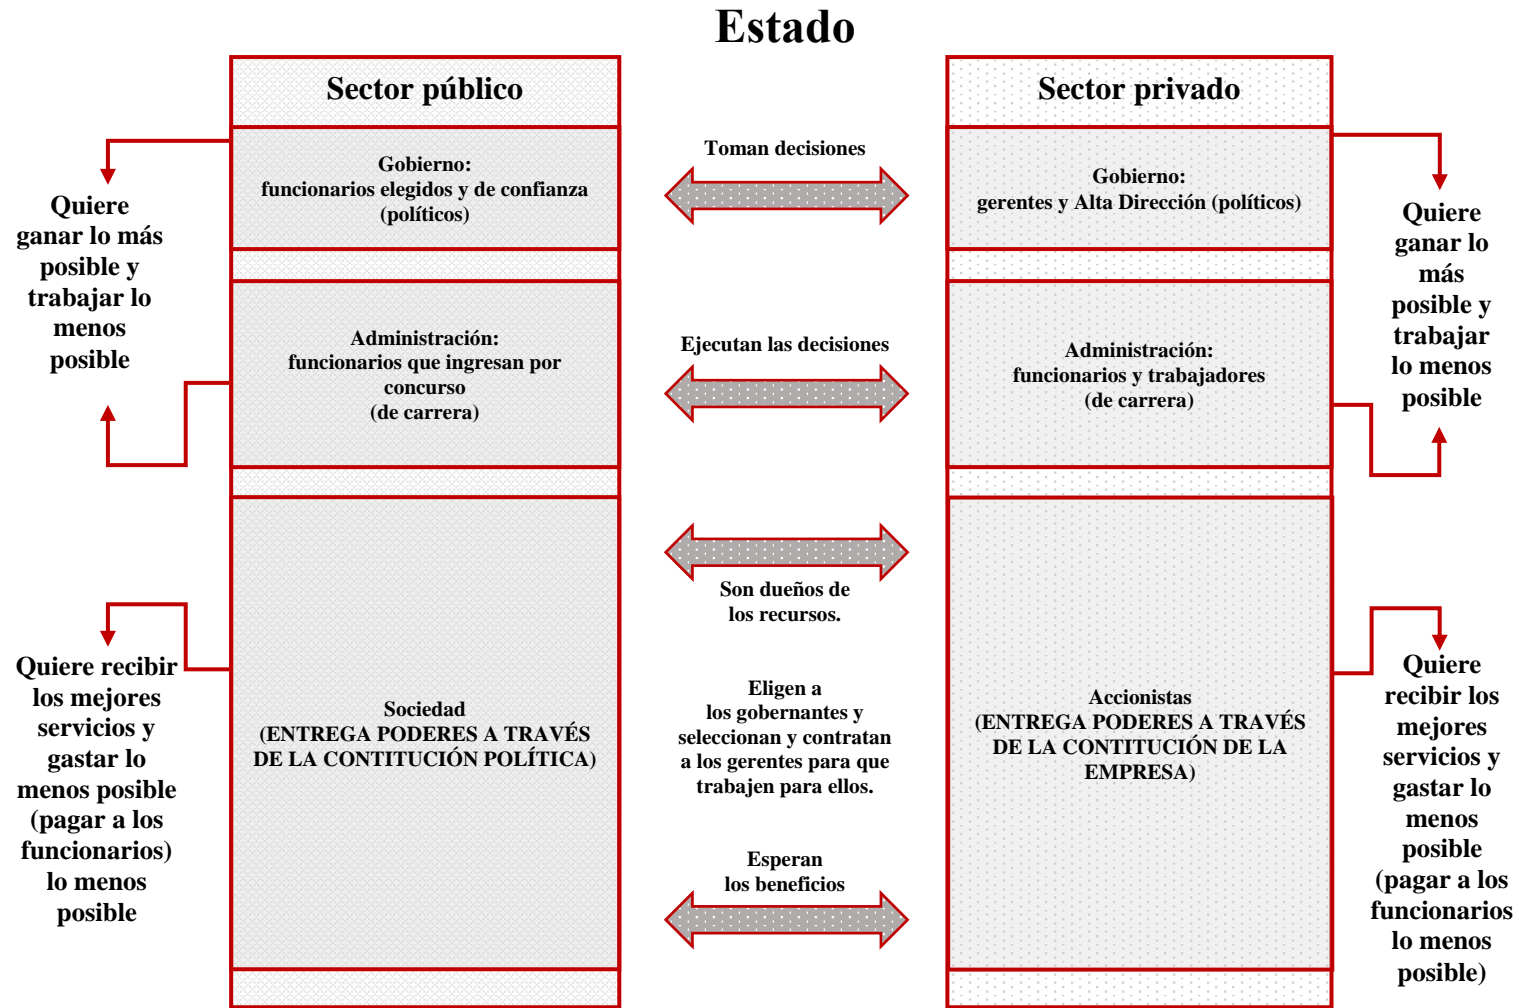 Estado
Sector público
Sector privado
Quiere
ganar lo más
posible y
trabajar lo
menos
posible
Gobierno:
funcionarios elegidos y de confianza
(políticos)
Toman decisiones
Gobierno:
gerentes y Alta Dirección (políticos)
Quiere
ganar lo
más
posible y
trabajar
lo menos
posible
Administración:
funcionarios que ingresan por
concurso
(de carrera)
Ejecutan las decisiones
Administración:
funcionarios y trabajadores
(de carrera)
Quiere recibir
los mejores
servicios y
gastar lo
menos posible
(pagar a los
funcionarios)
lo menos
posible
Sociedad
(ENTREGA PODERES A TRAVÉS
DE LA CONTITUCIÓN POLÍTICA)
Son dueños de
los recursos.
Eligen a
los gobernantes y
seleccionan y contratan
a los gerentes para que
trabajen para ellos.
Esperan
los beneficios
Accionistas
(ENTREGA PODERES A TRAVÉS
DE LA CONTITUCIÓN DE LA
EMPRESA)
Quiere
recibir los
mejores
servicios y
gastar lo
menos
posible
(pagar a los
funcionarios
lo menos
posible)